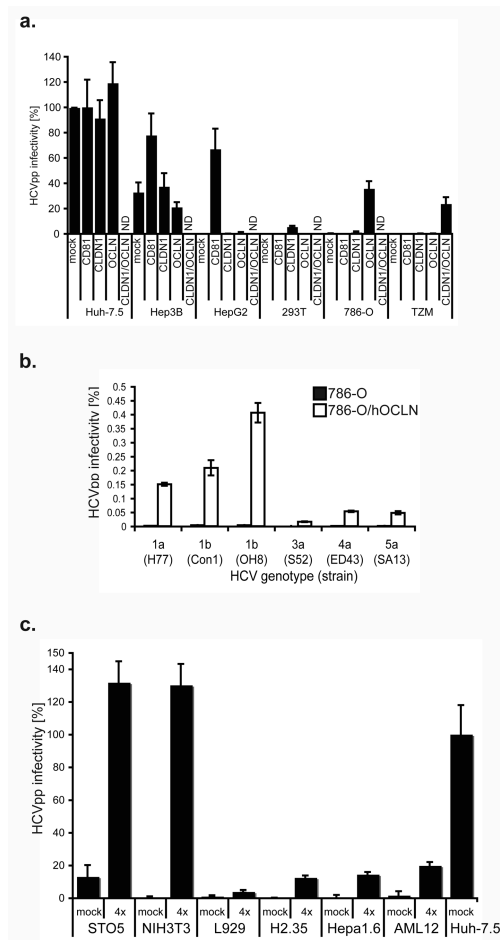 a.
HCVpp infectivity [%]
140
120
100
80
60
40
20
0
mock
CD81
CLDN1
OCLN
CLDN1/OCLN
ND
mock
CD81
CLDN1
OCLN
CLDN1/OCLN
ND
mock
CD81
CLDN1
OCLN
CLDN1/OCLN
ND
mock
CD81
CLDN1
OCLN
CLDN1/OCLN
ND
mock
CD81
CLDN1
OCLN
CLDN1/OCLN
ND
mock
CD81
CLDN1
OCLN
CLDN1/OCLN
Huh-7.5 Hep3B HepG2 293T 786-O TZM
b.
HCVpp infectivity [%]
0.5
0.45
0.4
0.35
0.3
0.25
0.2
0.15
0.1
0.05
0
786-O
786-O/hOCLN
1a 1b 1b 3a 4a 5a
(H77) (Con1) (OH8) (S52) (ED43) (SA13)
HCV genotype (strain)
c.
HCVpp infectivity [%]
150
140
120
100
80
60
40
20
0
mock 4x mock 4x mock 4x mock 4x mock 4x mock 4x mock
STO5 NIH3T3 L929 H2.35 Hepa1.6 AML12 Huh-7.5